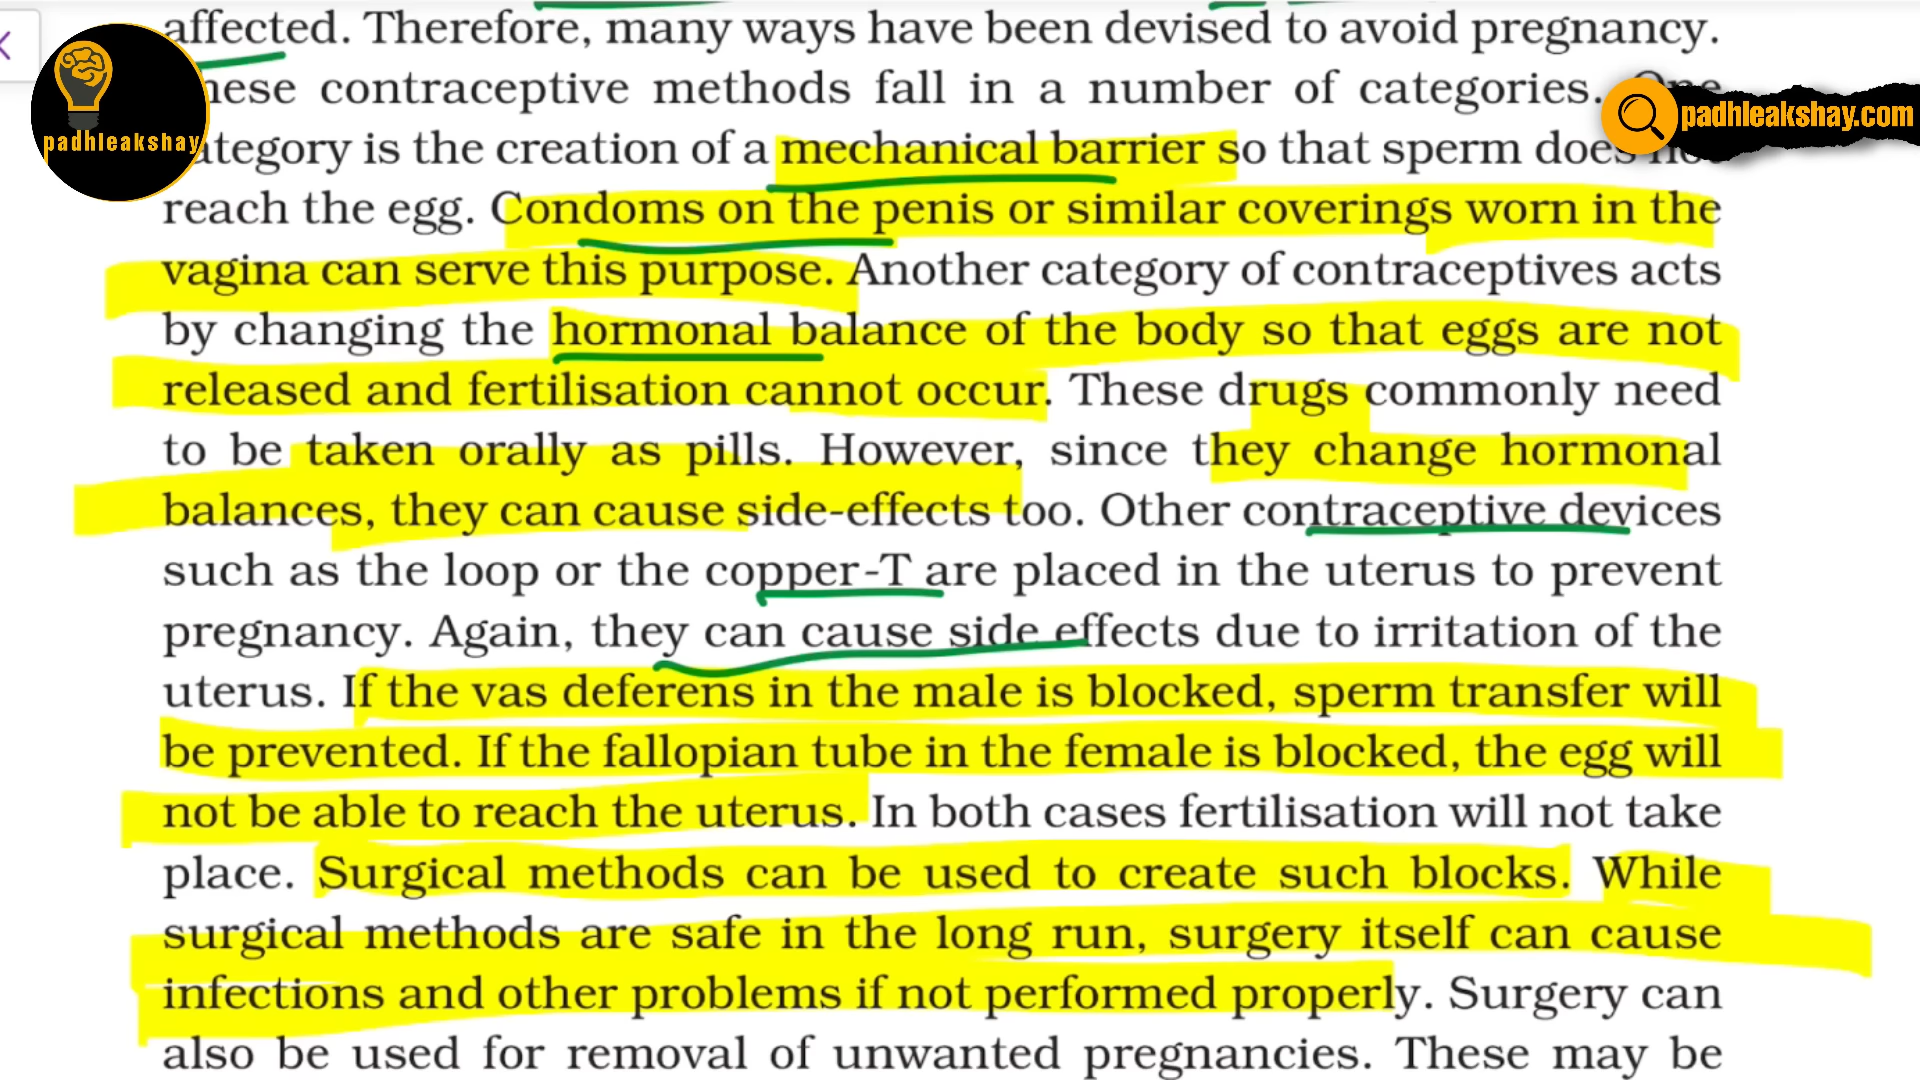 affected. Therefore, many ways have been devised to avoid pregnancy.
hese contraceptive methods fall in a number of categories. One
ategory is the creation of a mechanical barrier so that sperm does not
reach the egg. Condoms on the penis or similar coverings worn in the
vagina can serve this purpose. Another category of contraceptives acts
by changing the hormonal balance of the body so that eggs are not
released and fertilisation cannot occur. These drugs commonly need
to be taken orally as pills. However, since they change hormonal
balances, they can cause side-effects too. Other contraceptive devices
such as the loop or the copper-T are placed in the uterus to prevent
pregnancy. Again, they can cause side effects due to irritation of the
uterus. If the vas deferens in the male is blocked, sperm transfer will
be prevented. If the fallopian tube in the female is blocked, the egg will
not be able to reach the uterus. In both cases fertilisation will not take
place. Surgical methods can be used to create such blocks. While
surgical methods are safe in the long run, surgery itself can cause
infections and other problems if not performed properly. Surgery can
also be used for removal of unwanted pregnancies. These may be
padhleakshay
padhleakshay.com